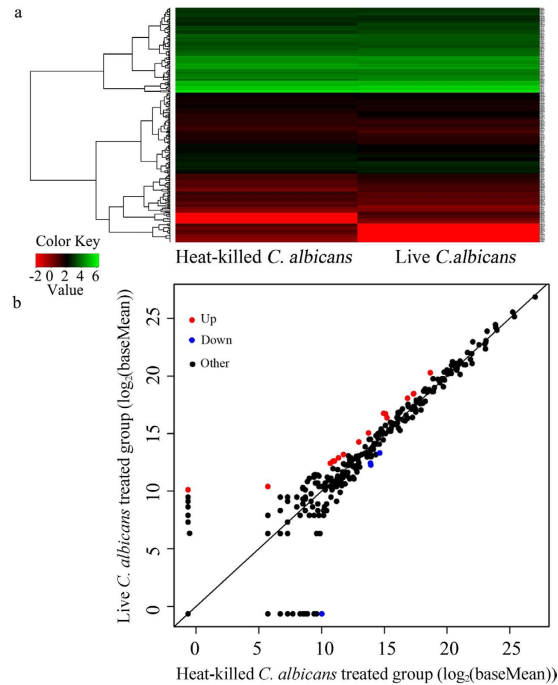 a
Color Key
-2 0 2 4 6
Value
Heat-killed C. albicans
Live C.albicans
b
Up
Down
Other
Live C. albicans treated group (log₂(baseMean))
25
20
15
10
5
0
0 5 10 15 20 25
Heat-killed C. albicans treated group (log₂(baseMean))